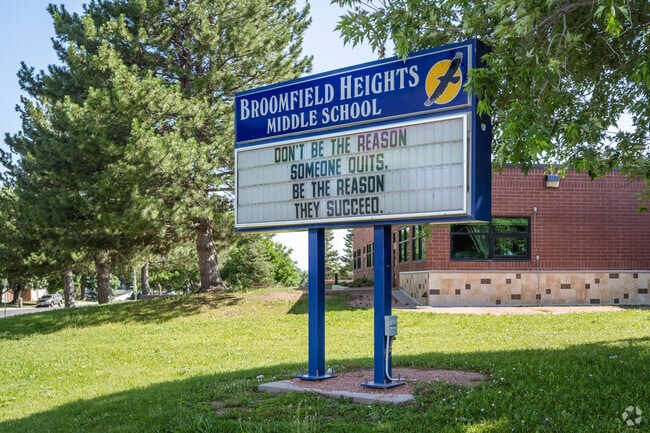 BROOMFIELD HEIGHTS
MIDDLE SCHOOL
DON'T BE THE REASON
SOMEONE QUITS.
BE THE REASON
THEY SUCCEED.